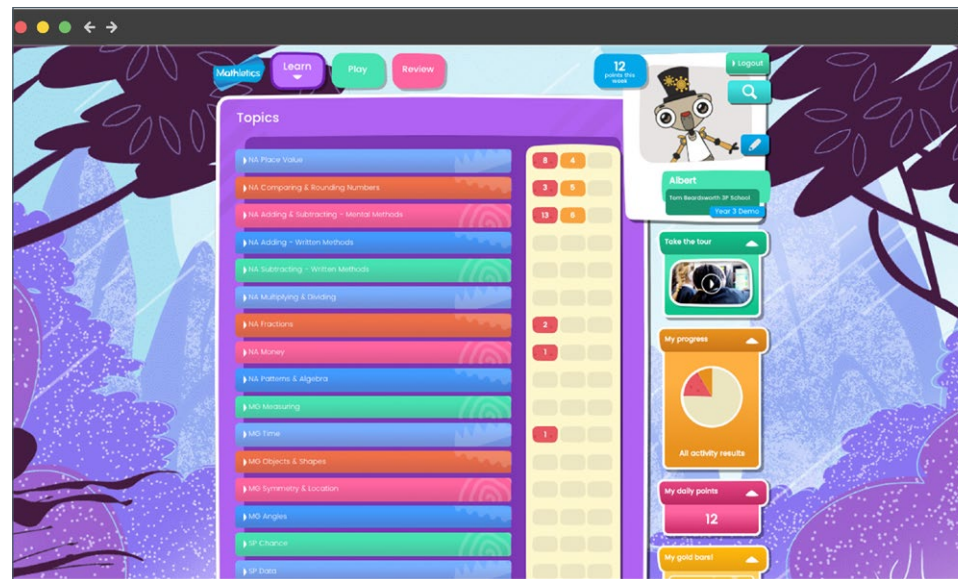 Mathletics
Learn
Play
Review
12
points this
week
Logout
Topics
NA Place Value
8 4
NA Comparing & Rounding Numbers
3 5
NA Adding & Subtracting - Mental Methods
13 6
NA Adding - Written Methods
NA Subtracting - Written Methods
NA Multiplying & Dividing
NA Fractions
2
NA Money
1
NA Patterns & Algebra
MG Measuring
MG Time
1
MG Objects & Shapes
MG Symmetry & Location
MG Angles
SP Chance
SP Data
Albert
Tom Beardsworth 3P School
Year 3 Demo
Take the tour
My progress
All activity results
My daily points
12
My gold bars!